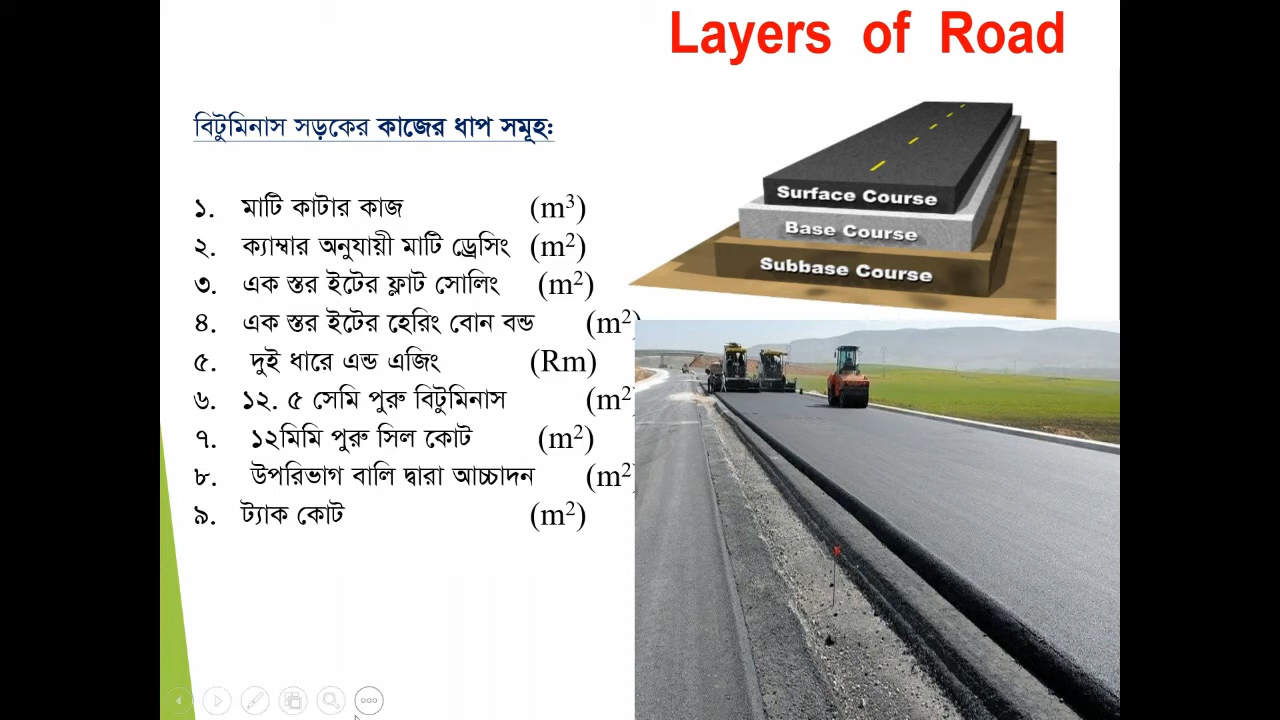 Layers of Road
বিটুমিনাস সড়কের কাজের ধাপ সমূহ:
১. মাটি কাটার কাজ (m³)
২. ক্যাম্বার অনুযায়ী মাটি ড্রেসিং (m²)
৩. এক স্তর ইটের ফ্লাট সোলিং (m²)
৪. এক স্তর ইটের হেরিং বোন বন্ড (m²)
৫. দুই ধারে এন্ড এজিং (Rm)
৬. ১২. ৫ সেমি পুরু বিটুমিনাস (m²)
৭. ১২মিমি পুরু সিল কোট (m²)
৮. উপরিভাগ বালি দ্বারা আচ্চাদন (m²)
৯. ট্যাক কোট (m²)
Surface Course
Base Course
Subbase Course